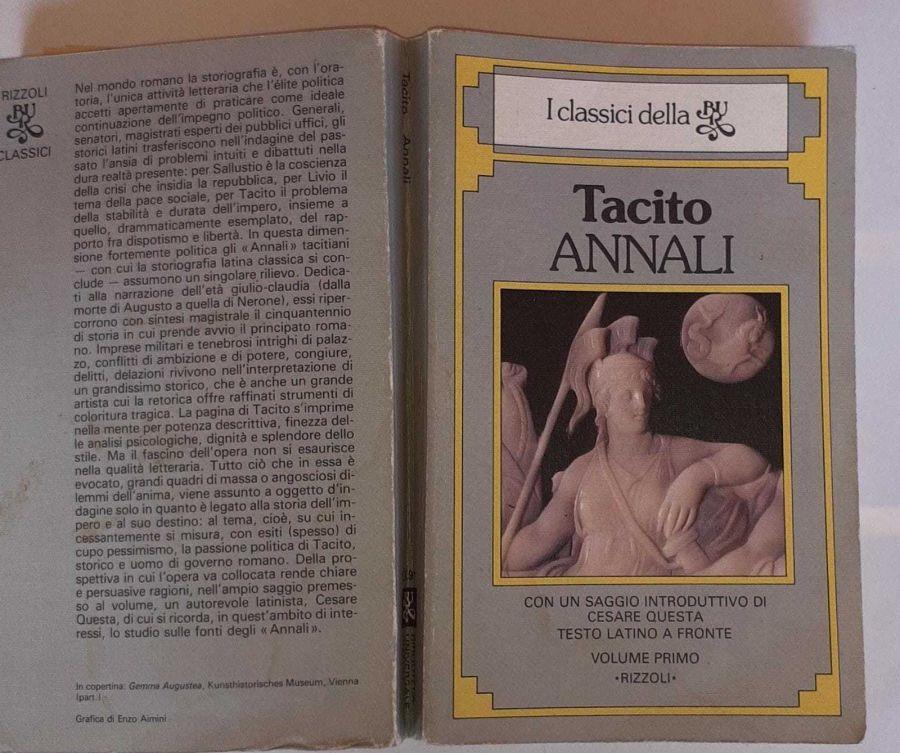 RIZZOLI
BUR
CLASSICI
Nel mondo romano la storiografia è, con l'ora-
toria, l'unica attività letteraria che l'élite politica
accetti apertamente di praticare come ideale
continuazione dell'impegno politico. Generali,
senatori, magistrati esperti dei pubblici uffici, gli
storici latini trasferiscono nell'indagine del pas-
sato l'ansia di problemi intuiti e dibattuti nella
dura realtà presente: per Sallustio è la coscienza
della crisi che insidia la repubblica, per Livio il
tema della pace sociale, per Tacito il problema
della stabilità e durata dell'impero, insieme a
quello, drammaticamente esemplato, del rap-
porto fra dispotismo e libertà. In questa dimen-
sione fortemente politica gli «Annali» tacitiani
— con cui la storiografia latina classica si con-
clude — assumono un singolare rilievo. Dedica-
ti alla narrazione dell'età giulio-claudia (dalla
morte di Augusto a quella di Nerone), essi riper-
corrono con sintesi magistrale il cinquantennio
di storia in cui prende avvio il principato roma-
no. Imprese militari e tenebrosi intrighi di palaz-
zo, conflitti di ambizione e di potere, congiure,
delitti, delazioni rivivono nell'interpretazione di
un grandissimo storico, che è anche un grande
artista cui la retorica offre raffinati strumenti di
coloritura tragica. La pagina di Tacito s'imprime
nella mente per potenza descrittiva, finezza del-
le analisi psicologiche, dignità e splendore dello
stile. Ma il fascino dell'opera non si esaurisce
nella qualità letteraria. Tutto ciò che in essa è
evocato, grandi quadri di massa o angosciosi di-
lemmi dell'anima, viene assunto a oggetto d'in-
dagine solo in quanto è legato alla storia dell'im-
pero e al suo destino: al tema, cioè, su cui in-
cessantemente si misura, con esiti (spesso) di
cupo pessimismo, la passione politica di Tacito,
storico e uomo di governo romano. Della pro-
spettiva in cui l'opera va collocata rende chiare
e persuasive ragioni, nell'ampio saggio premes-
so al volume, un autorevole latinista, Cesare
Questa, di cui si ricorda, in quest'ambito di inte-
ressi, lo studio sulle fonti degli «Annali».
In copertina: Gemma Augustea, Kunsthistorisches Museum, Vienna
(part.)
Grafica di Enzo Aimini
Tacito Annali
I classici della BUR
Tacito
ANNALI
CON UN SAGGIO INTRODUTTIVO DI
CESARE QUESTA
TESTO LATINO A FRONTE
VOLUME PRIMO
•RIZZOLI•